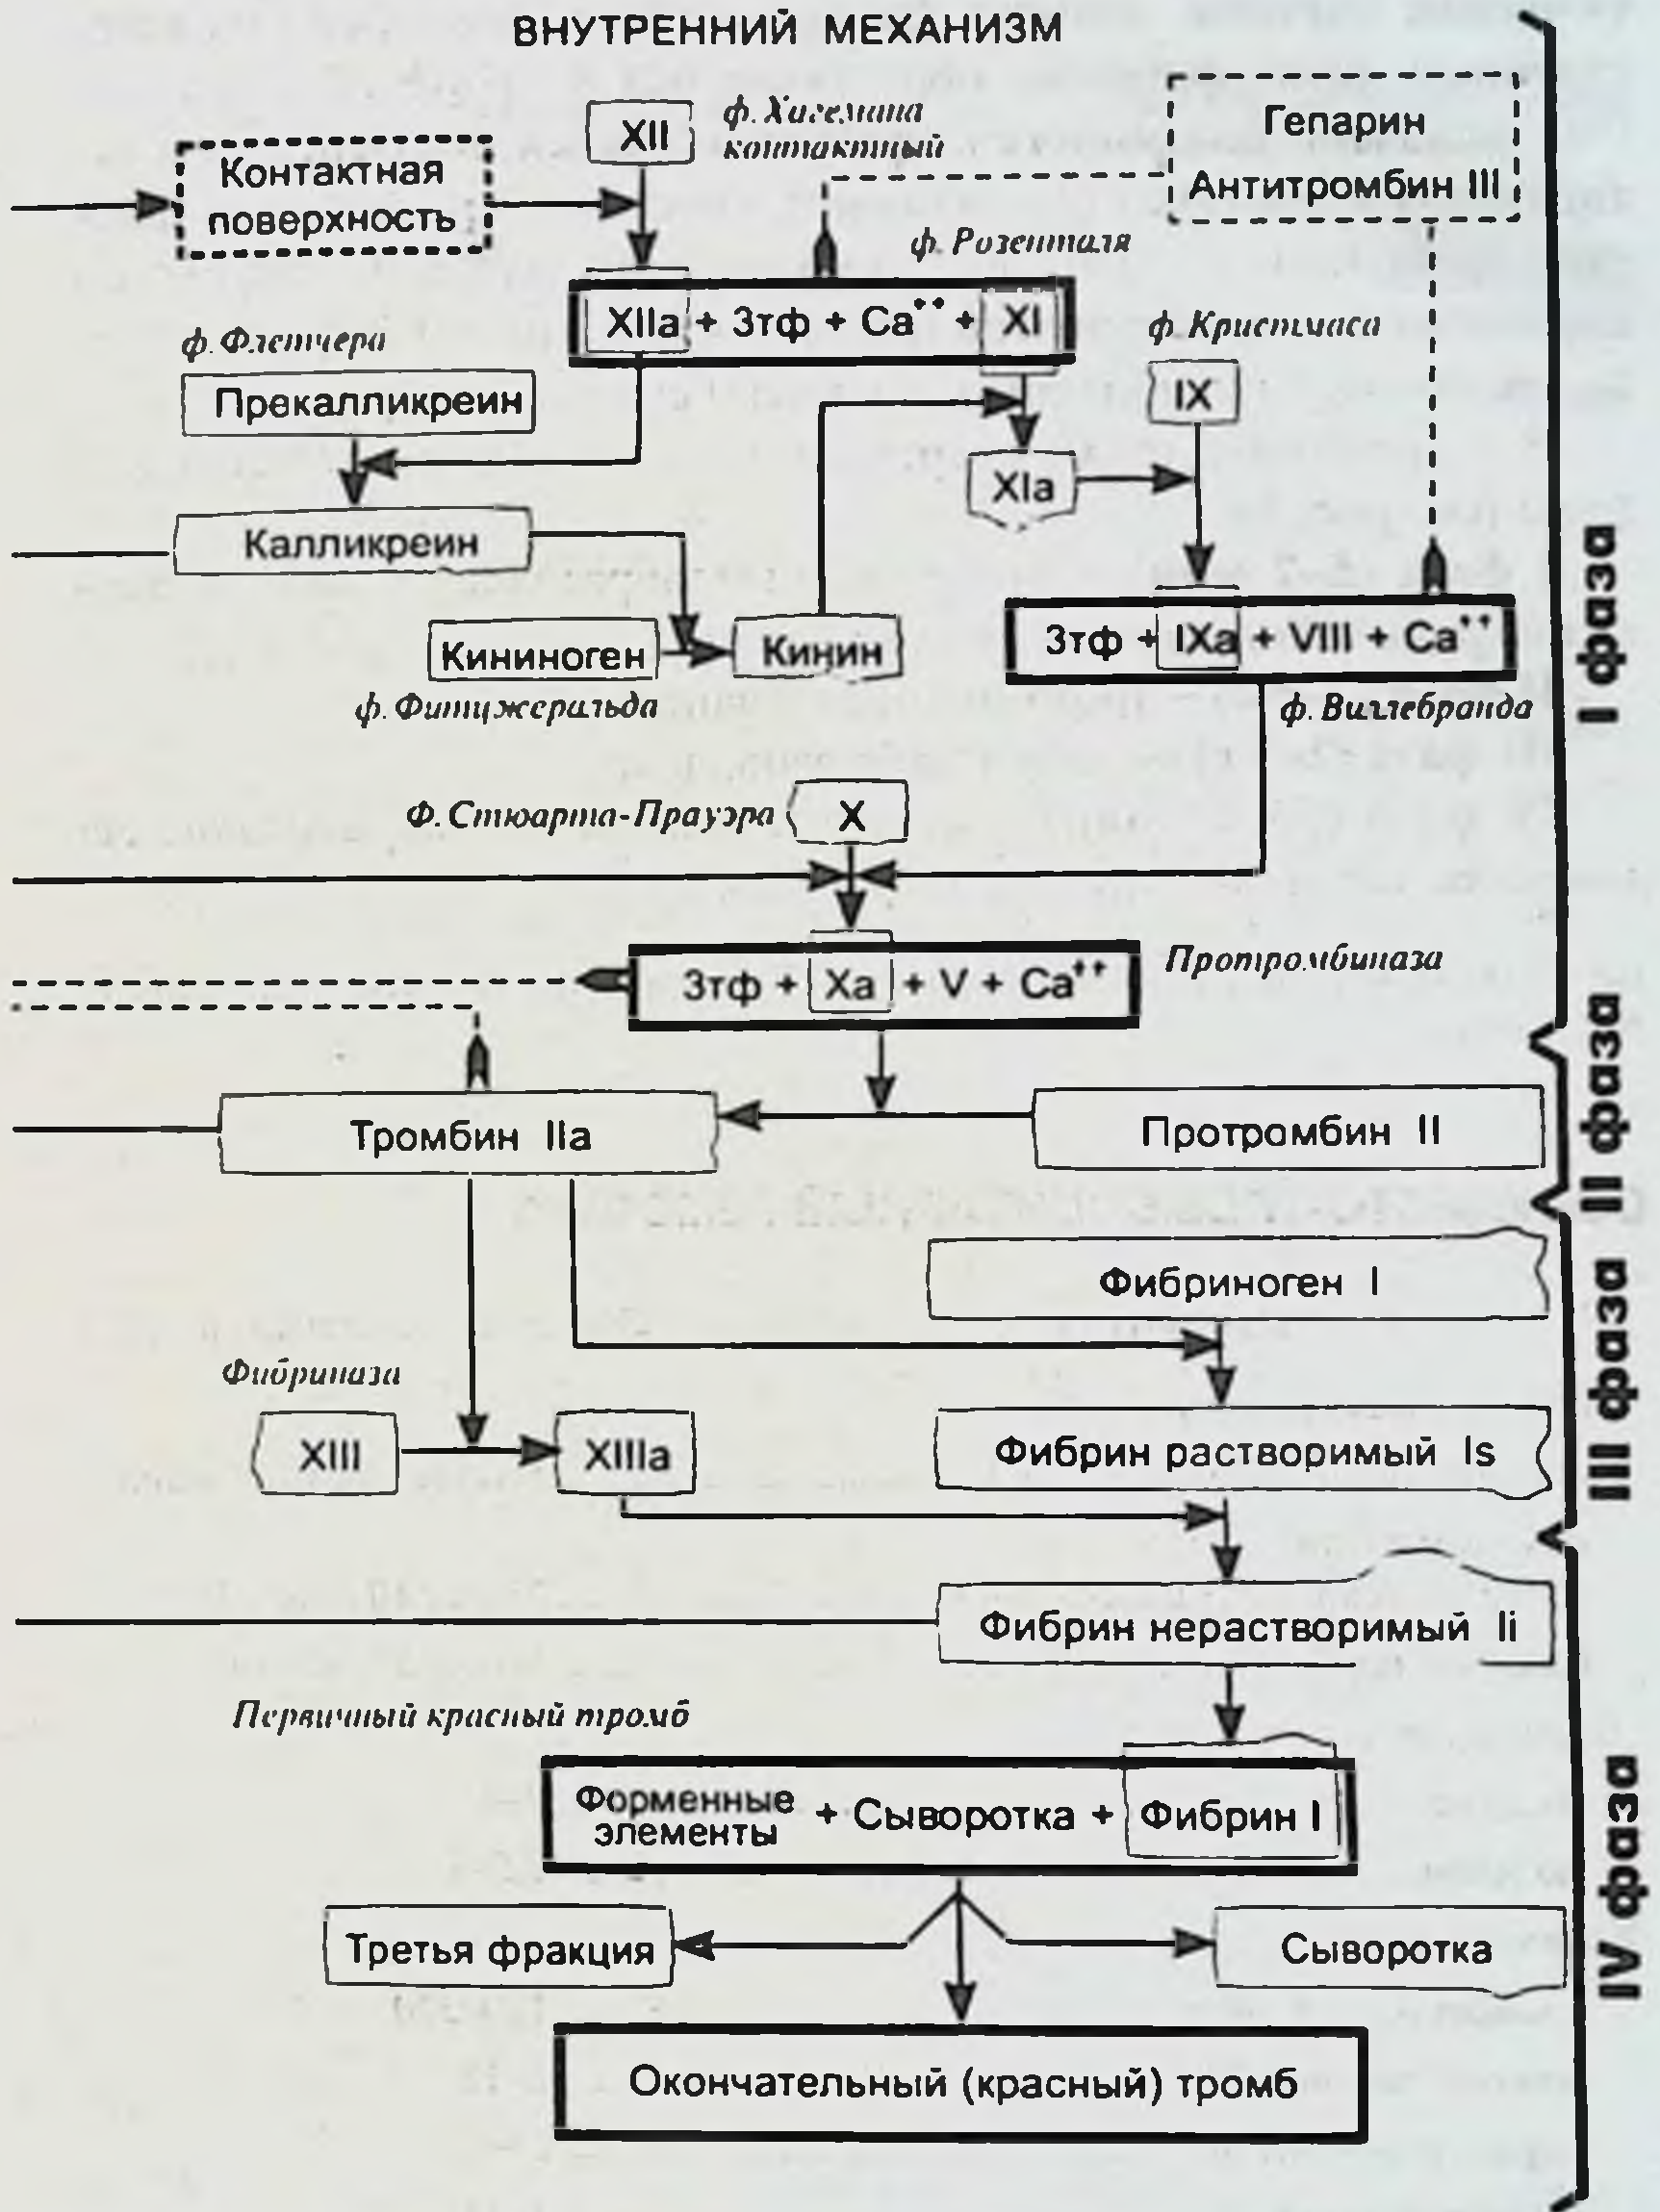 ВНУТРЕННИЙ МЕХАНИЗМ
XII
ф. Хагемана
контактный
Гепарин
Антитромбин III
Контактная
поверхность
ф. Розенталя
XIIa + 3тф + Ca++ + XI
ф. Флетчера
ф. Кристмаса
Прекалликреин
IX
XIa
Калликреин
I фаза
Кининоген
Кинин
3тф + IXa + VIII + Ca++
ф. Фитцжеральда
ф. Виллебранда
Ф. Стюарта-Прауэра
X
3тф + Xa + V + Ca++
Протромбиназа
Тромбин IIa
Протромбин II
II фаза
Фибриноген I
Фибриназа
III фаза
XIII
XIIIa
Фибрин растворимый Is
Фибрин нерастворимый Ii
Первичный красный тромб
Форменные
элементы
+ Сыворотка + Фибрин I
IV фаза
Третья фракция
Сыворотка
Окончательный (красный) тромб